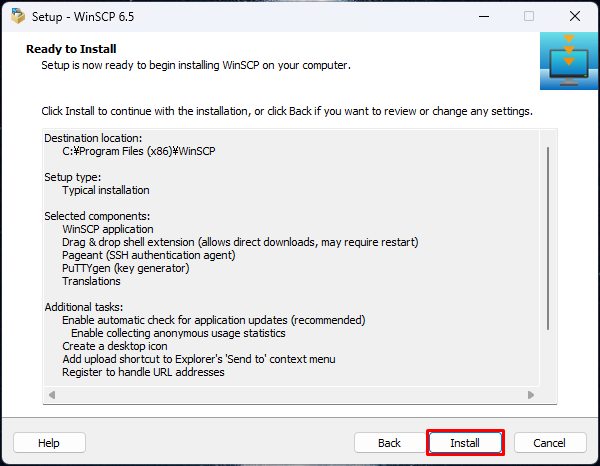 Setup - WinSCP 6.5
Ready to Install
Setup is now ready to begin installing WinSCP on your computer.
Click Install to continue with the installation, or click Back if you want to review or change any settings.
Destination location:
C:¥Program Files (x86)¥WinSCP
Setup type:
Typical installation
Selected components:
WinSCP application
Drag & drop shell extension (allows direct downloads, may require restart)
Pageant (SSH authentication agent)
PuTTYgen (key generator)
Translations
Additional tasks:
Enable automatic check for application updates (recommended)
Enable collecting anonymous usage statistics
Create a desktop icon
Add upload shortcut to Explorer's 'Send to' context menu
Register to handle URL addresses
Help
Back
Install
Cancel